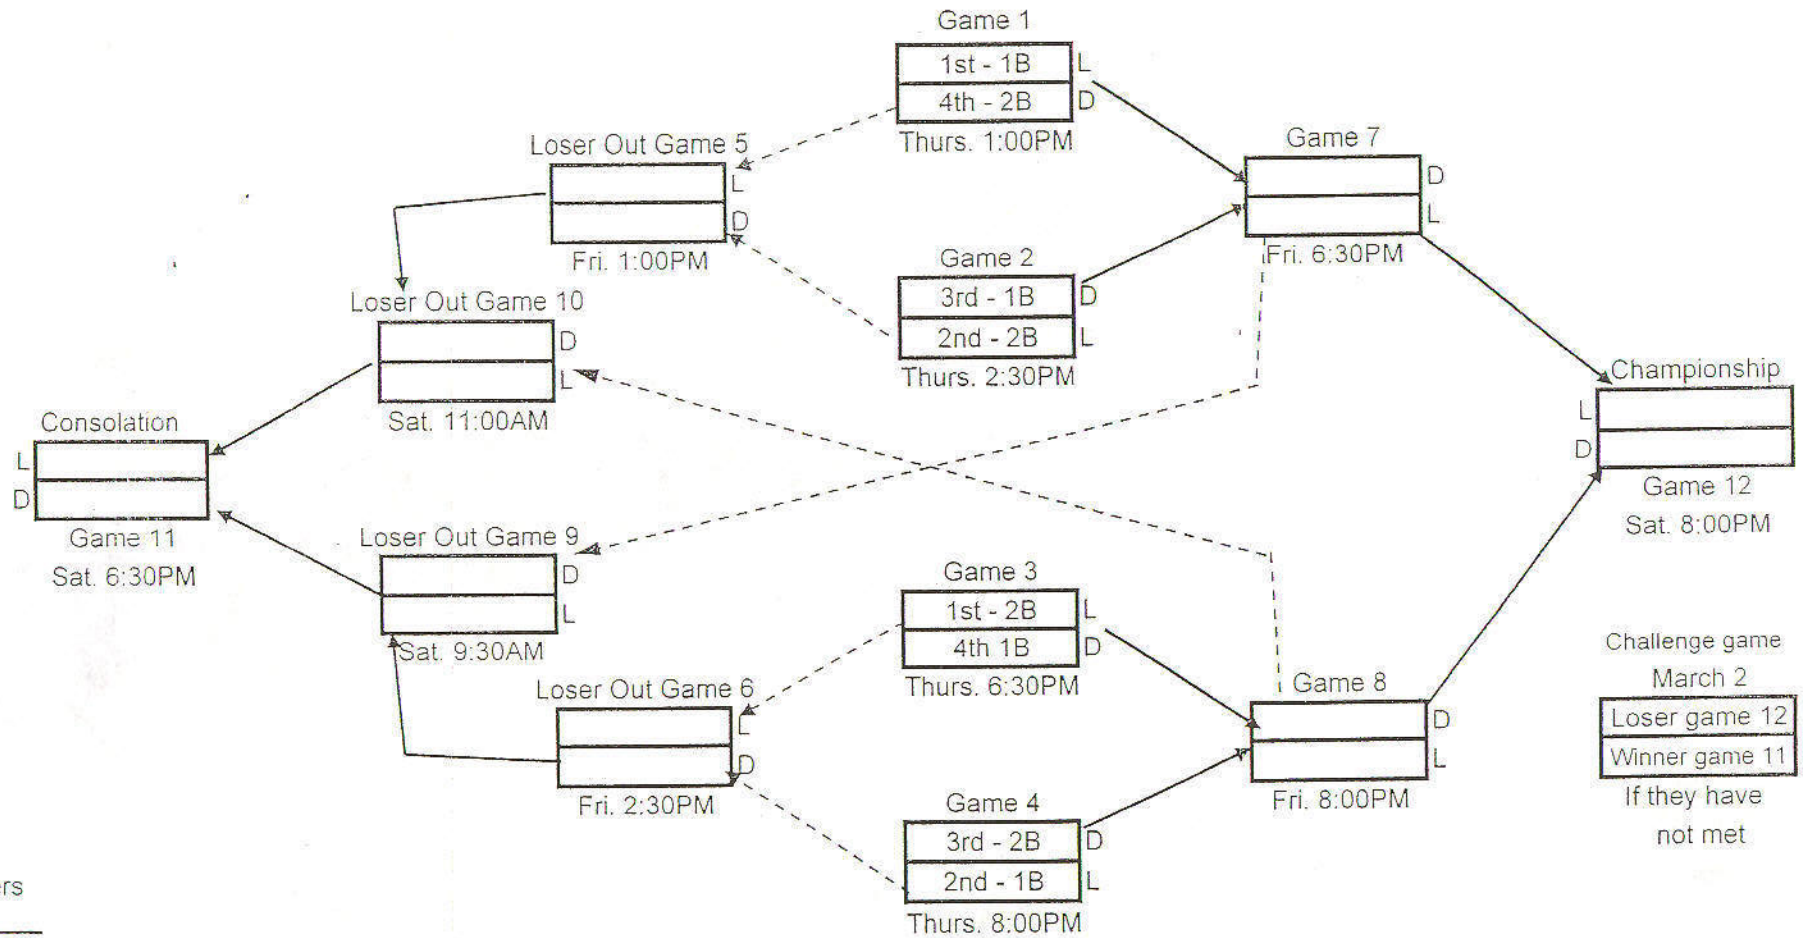 Game 1
1st - 1B L
4th - 2B D
Thurs. 1:00PM
Loser Out Game 5
L
D
Fri. 1:00PM
Game 7
D
L
Fri. 6:30PM
Game 2
3rd - 1B D
2nd - 2B L
Thurs. 2:30PM
Loser Out Game 10
D
L
Sat. 11:00AM
Championship
L
D
Game 12
Sat. 8:00PM
Consolation
L
D
Game 11
Sat. 6:30PM
Loser Out Game 9
D
L
Sat. 9:30AM
Game 3
1st - 2B L
4th 1B D
Thurs. 6:30PM
Loser Out Game 6
L
D
Fri. 2:30PM
Game 8
D
L
Fri. 8:00PM
Game 4
3rd - 2B D
2nd - 1B L
Thurs. 8:00PM
Challenge game
March 2
Loser game 12
Winner game 11
If they have
not met